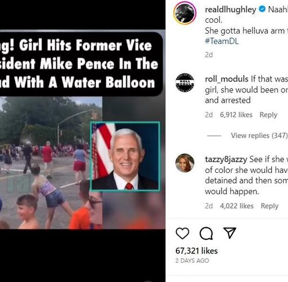 g! Girl Hits Former Vice
sident Mike Pence In The
d With A Water Balloon
realdlhughley
Naah
cool.
She gotta helluva arm
#TeamDL
2d
roll_moduls If that was
girl, she would been
and arrested
2d 6,912 likes Reply
View replies (347)
tazzy8jazzy See if she
of color she would hav
detained and then som
would happen.
2d 4,022 likes Reply
67,321 likes
2 DAYS AGO